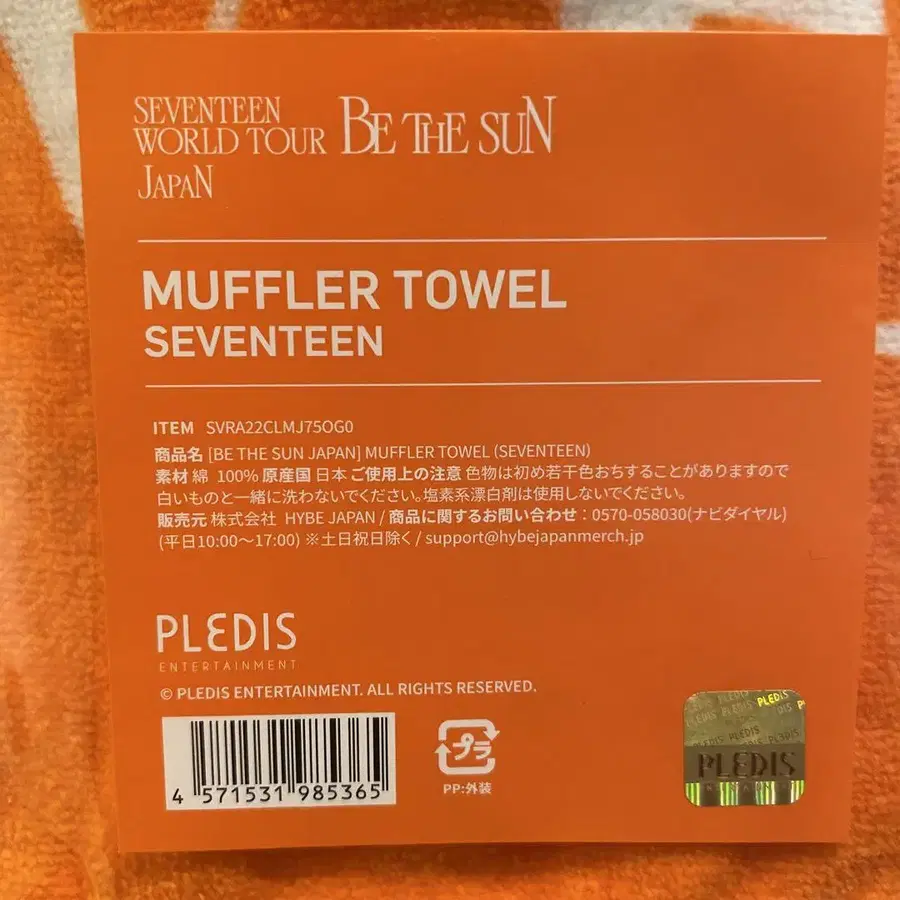 SEVENTEEN
WORLD TOUR BE THE SUN
JAPAN
MUFFLER TOWEL
SEVENTEEN
ITEM SVRA22CLMJ75OG0
商品名 [BE THE SUN JAPAN] MUFFLER TOWEL (SEVENTEEN)
素材 綿 100% 原産国 日本 ご使用上の注意 色物は初め若干色おちすることがありますので
白いものと一緒に洗わないでください。塩素系漂白剤は使用しないでください。
販売元 株式会社 HYBE JAPAN / 商品に関するお問い合わせ : 0570-058030(ナビダイヤル)
(平日10:00〜17:00) ※土日祝日除く / support@hybejapanmerch.jp
PLEDIS
ENTERTAINMENT
© PLEDIS ENTERTAINMENT. ALL RIGHTS RESERVED.
4 571531 985365
プラ
PP:外装
PLEDIS